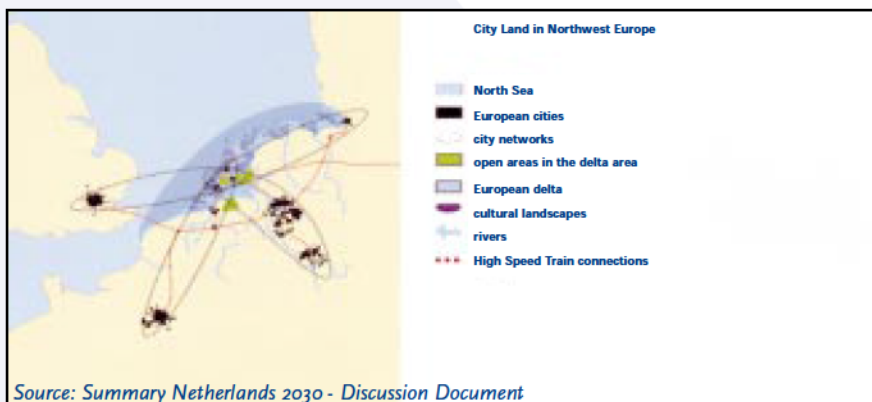 City Land in Northwest Europe
North Sea
European cities
city networks
open areas in the delta area
European delta
cultural landscapes
rivers
High Speed Train connections
Source: Summary Netherlands 2030 - Discussion Document